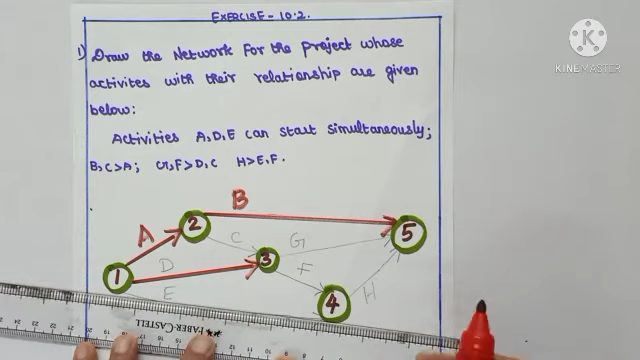 EXERCISE - 10.2.
1) Draw the Network for the project whose
activites with their relationship are given
below:
Activities A,D,E can start simultaneously;
B,C>A; G,F>D,C H>E,F.
K
KINEMASTER
B
A
2
5
C
G
D
3
F
1
E
4
H
FABER-CASTELL